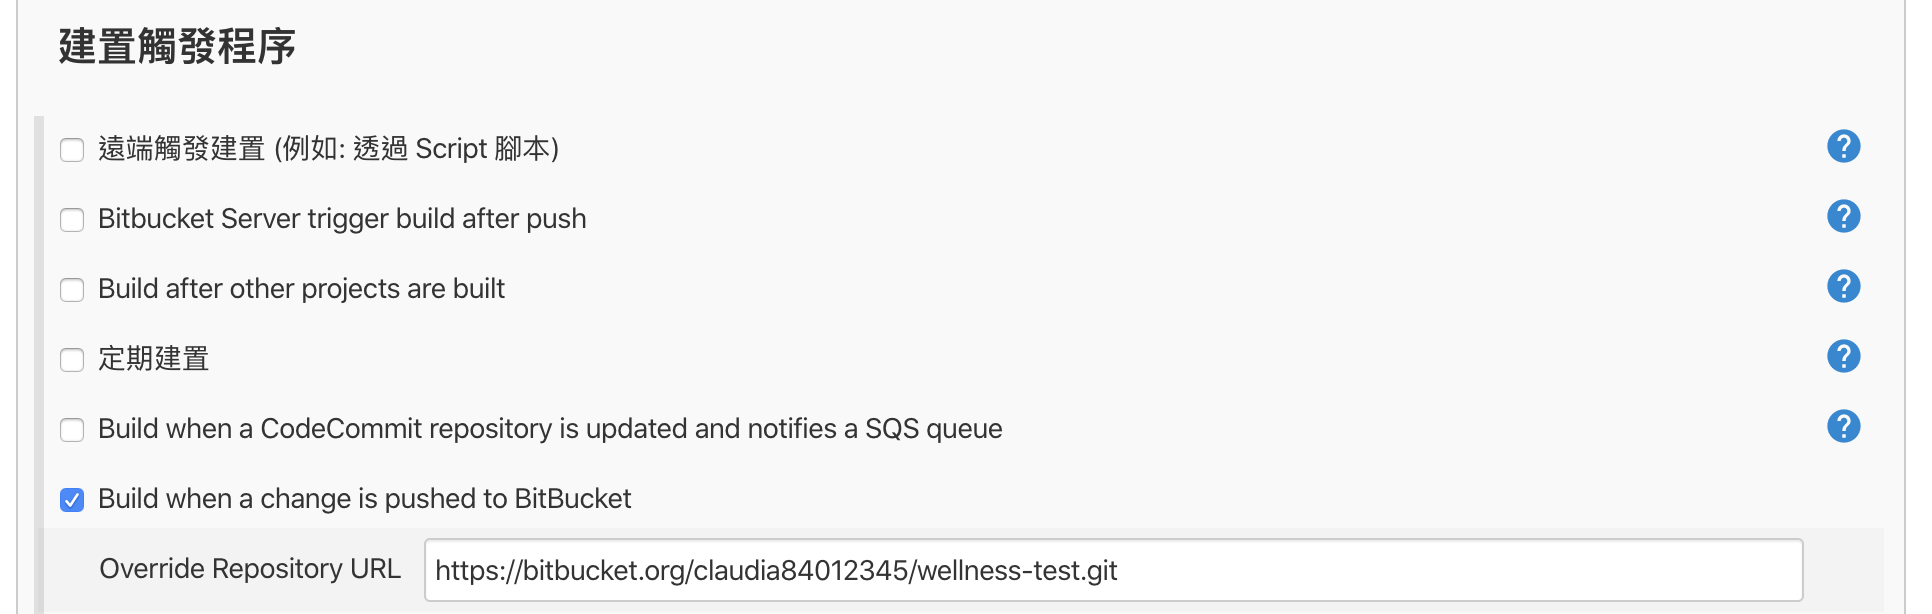 建置觸發程序
遠端觸發建置 (例如: 透過 Script 腳本)
Bitbucket Server trigger build after push
Build after other projects are built
定期建置
Build when a CodeCommit repository is updated and notifies a SQS queue
Build when a change is pushed to BitBucket
Override Repository URL https://bitbucket.org/claudia84012345/wellness-test.git